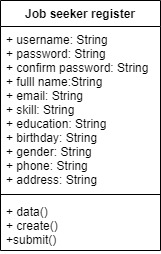 Job seeker register
+ username: String
+ password: String
+ confirm password: String
+ fulll name:String
+ email: String
+ skill: String
+ education: String
+ birthday: String
+ gender: String
+ phone: String
+ address: String
+ data()
+ create()
+submit()